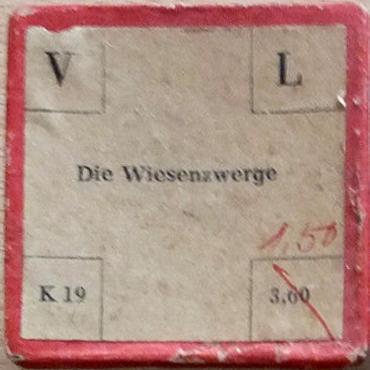 V L
Die Wiesenzwerge
1,50
K 19 3,60